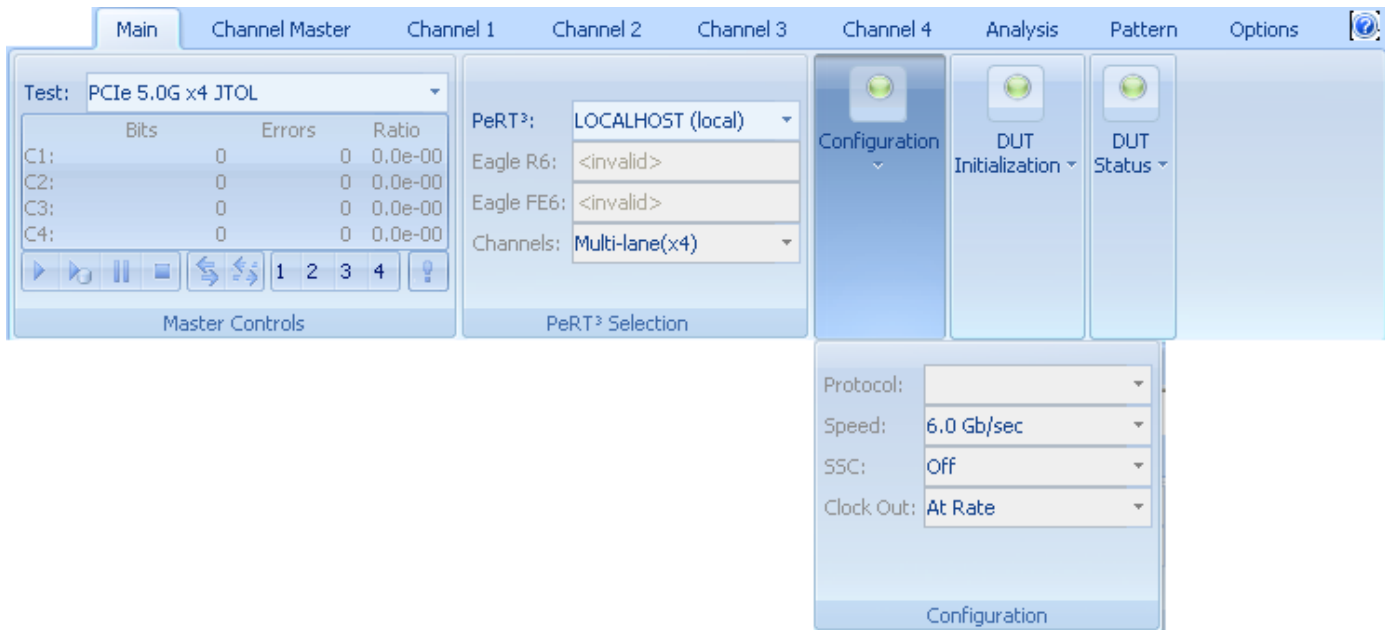 Main Channel Master Channel 1 Channel 2 Channel 3 Channel 4 Analysis Pattern Options
Test: PCIe 5.0G x4 JTOL
Bits Errors Ratio
C1: 0 0 0.0e-00
C2: 0 0 0.0e-00
C3: 0 0 0.0e-00
C4: 0 0 0.0e-00
1 2 3 4
Master Controls
PeRT³: LOCALHOST (local)
Eagle R6: <invalid>
Eagle FE6: <invalid>
Channels: Multi-lane(x4)
PeRT³ Selection
Configuration
DUT
Initialization
DUT
Status
Protocol:
Speed: 6.0 Gb/sec
SSC: Off
Clock Out: At Rate
Configuration